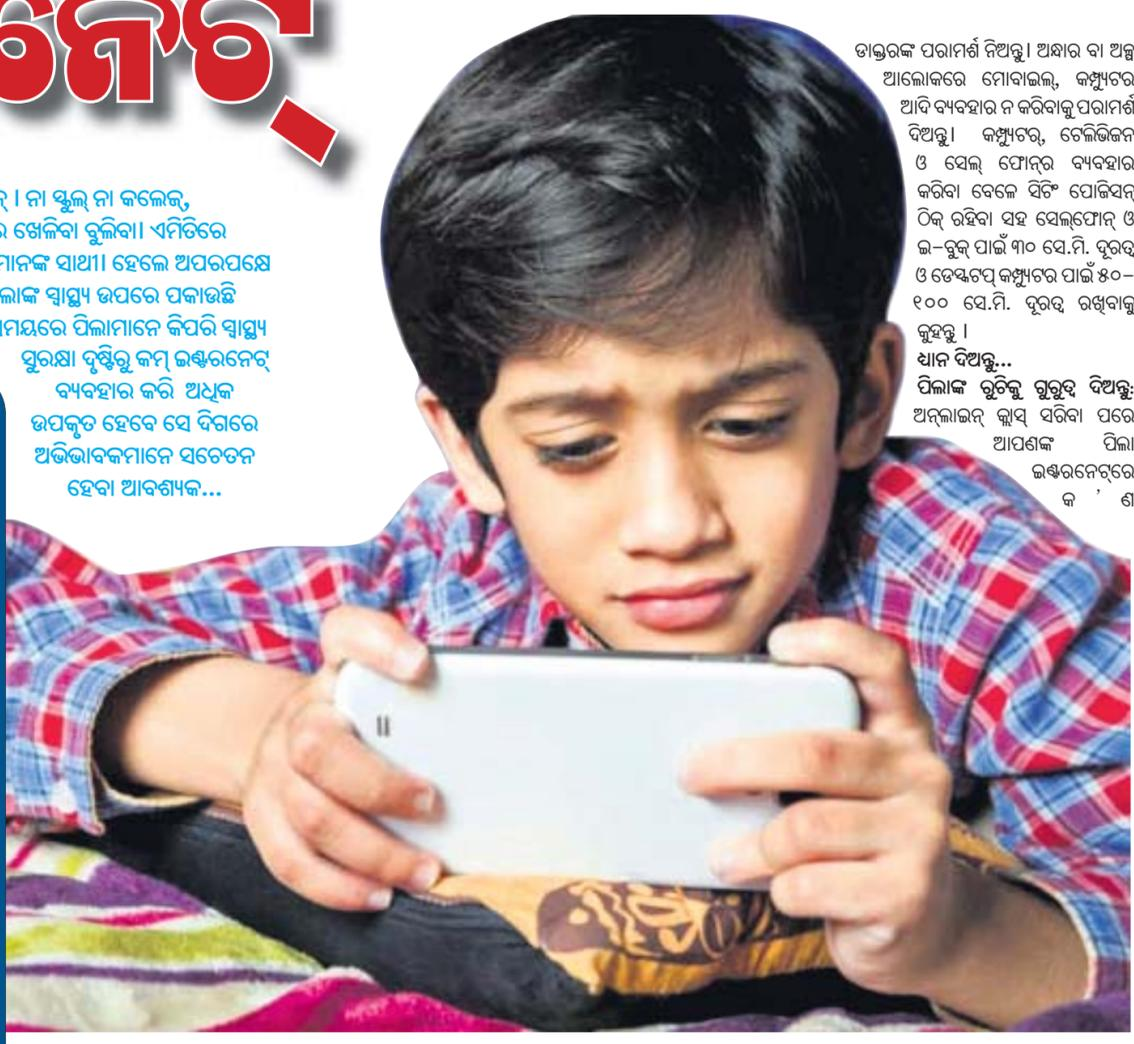 ନେଟ୍
ନ୍ । ନା ସ୍କୁଲ୍ ନା କଲେଜ୍,
ର ଖେଳିବା ବୁଲିବା। ଏମିତିରେ
ମାନଙ୍କ ସାଥୀ। ହେଲେ ଅପରପକ୍ଷେ
ଲାଙ୍କ ସ୍ୱାସ୍ଥ୍ୟ ଉପରେ ପକାଉଛି
ମୟରେ ପିଲାମାନେ କିପରି ସ୍ୱାସ୍ଥ୍ୟ
ସୁରକ୍ଷା ଦୃଷ୍ଟିରୁ କମ୍ ଇଣ୍ଟରନେଟ୍
ବ୍ୟବହାର କରି ଅଧିକ
ଉପକୃତ ହେବେ ସେ ଦିଗରେ
ଅଭିଭାବକମାନେ ସଚେତନ
ହେବା ଆବଶ୍ୟକ...
ଡାକ୍ତରଙ୍କ ପରାମର୍ଶ ନିଅନ୍ତୁ। ଅନ୍ଧାର ବା ଅଳ୍ପ
ଆଲୋକରେ ମୋବାଇଲ୍, କମ୍ପ୍ୟୁଟର
ଆଦି ବ୍ୟବହାର ନ କରିବାକୁ ପରାମର୍ଶ
ଦିଅନ୍ତୁ। କମ୍ପ୍ୟୁଟର୍, ଟେଲିଭିଜନ
ଓ ସେଲ୍ ଫୋନ୍‌ର ବ୍ୟବହାର
କରିବା ବେଳେ ସିଟିଂ ପୋଜିସନ୍
ଠିକ୍ ରହିବା ସହ ସେଲ୍‌ଫୋନ୍ ଓ
ଇ-ବୁକ୍ ପାଇଁ ୩୦ ସେ.ମି. ଦୂରତ୍ୱ
ଓ ଡେସ୍କଟପ୍ କମ୍ପ୍ୟୁଟର ପାଇଁ ୫୦-
୧୦୦ ସେ.ମି. ଦୂରତ୍ୱ ରଖିବାକୁ
କୁହନ୍ତୁ ।
ଧ୍ୟାନ ଦିଅନ୍ତୁ...
ପିଲାଙ୍କ ରୁଚିକୁ ଗୁରୁତ୍ୱ ଦିଅନ୍ତୁ:
ଅନ୍‌ଲାଇନ୍ କ୍ଲାସ୍ ସରିବା ପରେ
ଆପଣଙ୍କ ପିଲା
ଇଣ୍ଟରନେଟ୍‌ରେ
କ ' ଣ